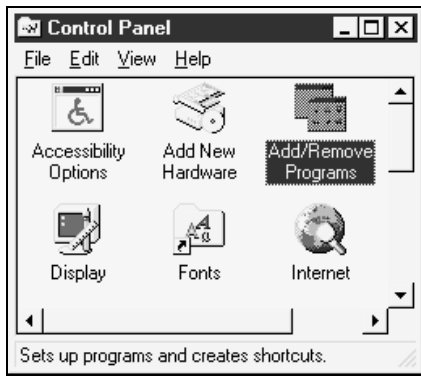 Control Panel
File Edit View Help
Accessibility Options
Add New Hardware
Add/Remove Programs
Display
Fonts
Internet
Sets up programs and creates shortcuts.